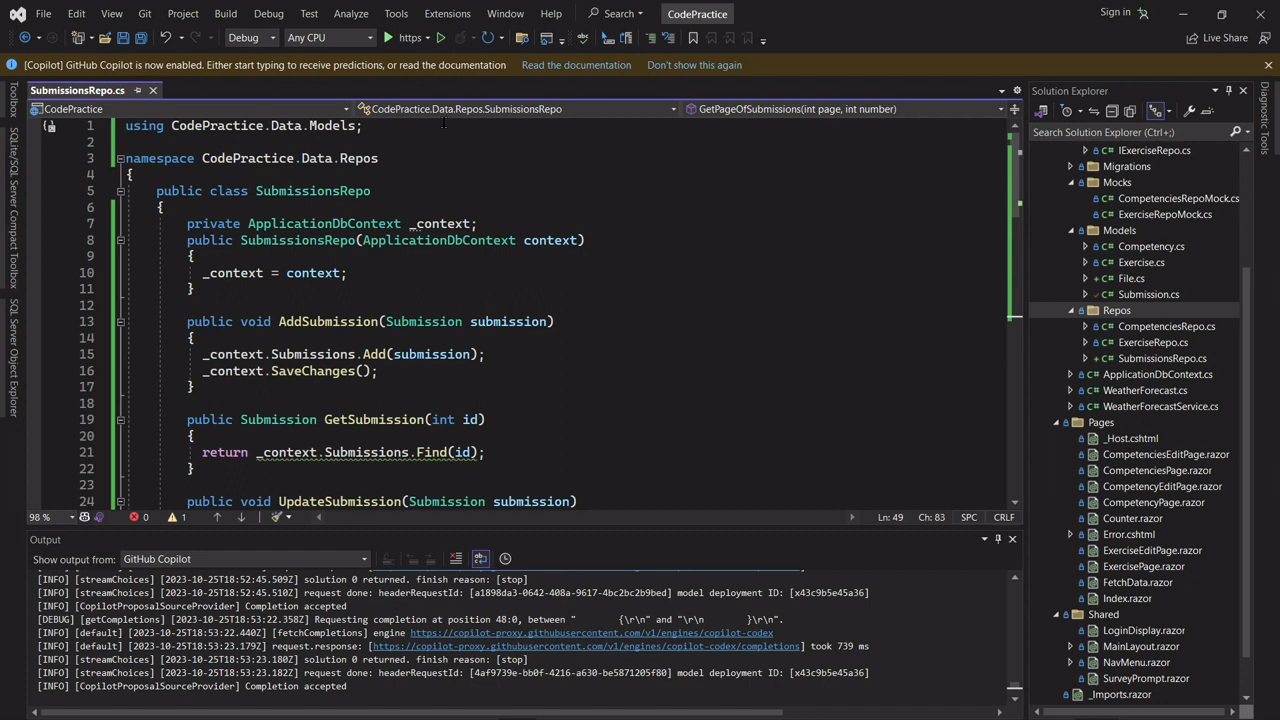 File Edit View Git Project Build Debug Test Analyze Tools Extensions Window Help Search CodePractice Sign in
Debug Any CPU https Live Share
[Copilot] GitHub Copilot is now enabled. Either start typing to receive predictions, or read the documentation Read the documentation Don't show this again
SubmissionsRepo.cs
CodePractice CodePractice.Data.Repos.SubmissionsRepo GetPageOfSubmissions(int page, int number)
1 using CodePractice.Data.Models;
2
3 namespace CodePractice.Data.Repos
4 {
5 public class SubmissionsRepo
6 {
7 private ApplicationDbContext _context;
8 public SubmissionsRepo(ApplicationDbContext context)
9 {
10 _context = context;
11 }
12
13 public void AddSubmission(Submission submission)
14 {
15 _context.Submissions.Add(submission);
16 _context.SaveChanges();
17 }
18
19 public Submission GetSubmission(int id)
20 {
21 return _context.Submissions.Find(id);
22 }
23
24 public void UpdateSubmission(Submission submission)
98 % 0 1 Ln: 49 Ch: 83 SPC CRLF
Output
Show output from: GitHub Copilot
[INFO] [streamChoices] [2023-10-25T18:52:45.509Z] solution 0 returned. finish reason: [stop]
[INFO] [streamChoices] [2023-10-25T18:52:45.510Z] request done: headerRequestId: [a1898da3-0642-408a-9617-4bc2bc2b9bed] model deployment ID: [x43c9b5e45a36]
[INFO] [CopilotProposalSourceProvider] Completion accepted
[DEBUG] [getCompletions] Requesting completion at position 48:0, between " {\r\n" and "\r\n }\r\n".
[INFO] [default] [2023-10-25T18:53:22.440Z] [fetchCompletions] engine https://copilot-proxy.githubusercontent.com/v1/engines/copilot-codex
[INFO] [default] [2023-10-25T18:53:23.179Z] request.response: [https://copilot-proxy.githubusercontent.com/v1/engines/copilot-codex/completions] took 739 ms
[INFO] [streamChoices] [2023-10-25T18:53:23.180Z] solution 0 returned. finish reason: [stop]
[INFO] [streamChoices] [2023-10-25T18:53:23.180Z] request done: headerRequestId: [4af9739e-bb0f-4216-a630-be5871205f80] model deployment ID: [x43c9b5e45a36]
[INFO] [CopilotProposalSourceProvider] Completion accepted
Toolbox
SQLite/SQL Server Compact Toolbox
SQL Server Object Explorer
Solution Explorer
Search Solution Explorer (Ctrl+;)
C# IExerciseRepo.cs
Migrations
Mocks
C# CompetenciesRepoMock.cs
C# ExerciseRepoMock.cs
Models
C# Competency.cs
C# Exercise.cs
C# File.cs
C# Submission.cs
Repos
C# CompetenciesRepo.cs
C# ExerciseRepo.cs
C# SubmissionsRepo.cs
C# ApplicationDbContext.cs
C# WeatherForecast.cs
C# WeatherForecastService.cs
Pages
_Host.cshtml
CompetenciesEditPage.razor
CompetenciesPage.razor
CompetencyEditPage.razor
CompetencyPage.razor
Counter.razor
Error.cshtml
ExerciseEditPage.razor
ExercisePage.razor
FetchData.razor
Index.razor
Shared
LoginDisplay.razor
MainLayout.razor
NavMenu.razor
SurveyPrompt.razor
_Imports.razor
Diagnostic Tools